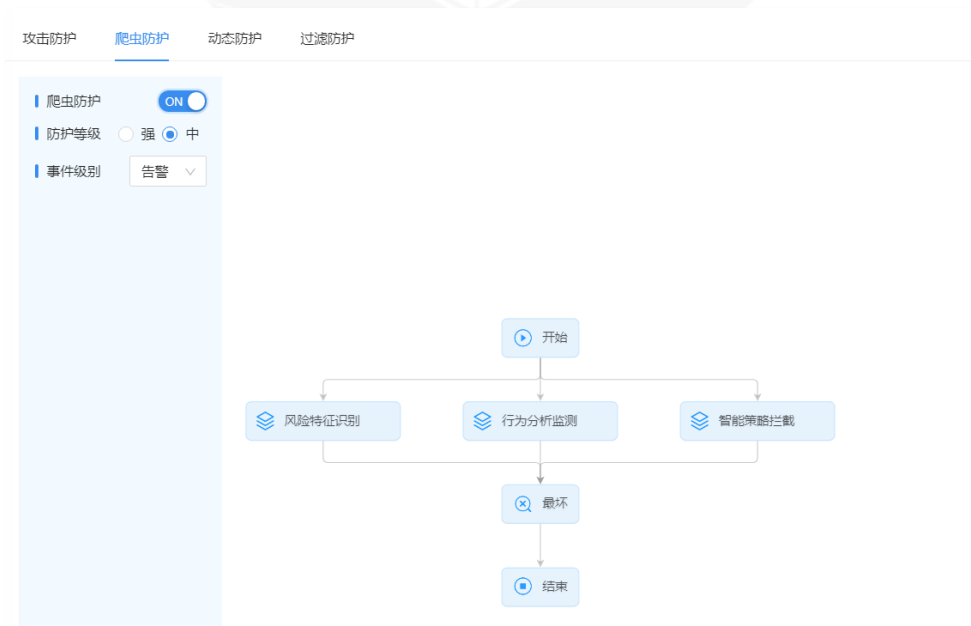 攻击防护 爬虫防护 动态防护 过滤防护
爬虫防护 ON
防护等级 强 中
事件级别 告警
开始
风险特征识别 行为分析监测 智能策略拦截
最坏
结束